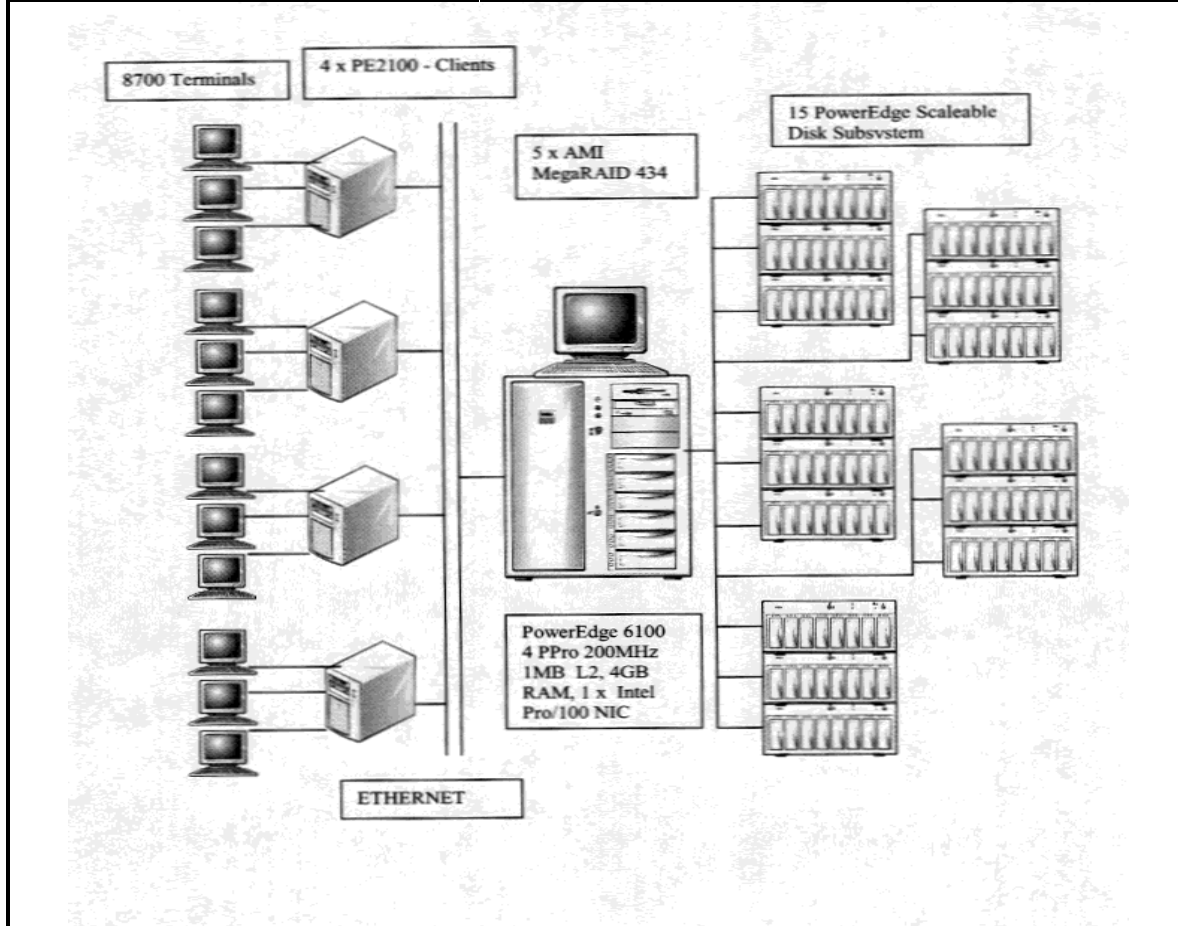 8700 Terminals
4 x PE2100 - Clients
15 PowerEdge Scaleable
Disk Subsystem
5 x AMI
MegaRAID 434
PowerEdge 6100
4 PPro 200MHz
1MB L2, 4GB
RAM, 1 x Intel
Pro/100 NIC
ETHERNET